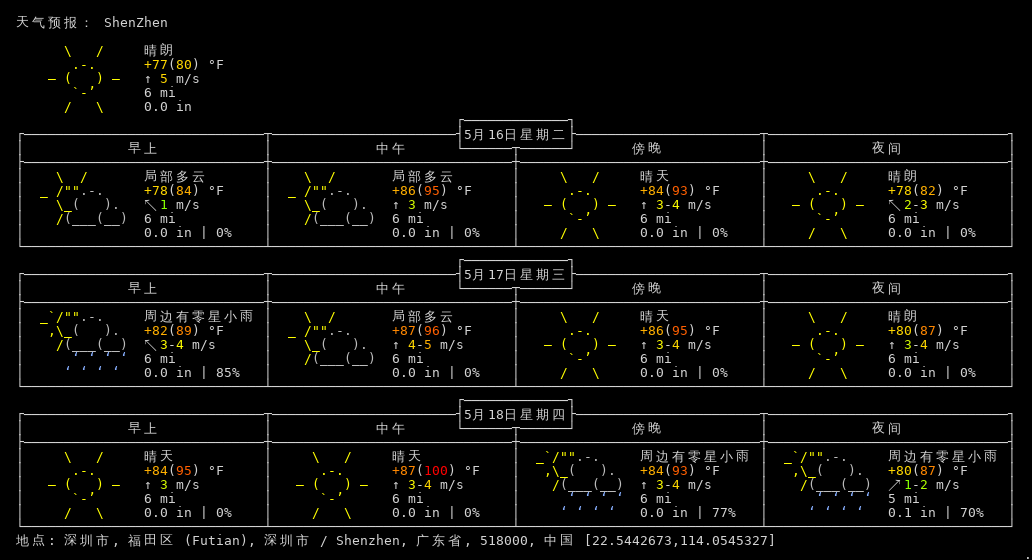 天气预报： ShenZhen
晴朗
+77(80) °F
↑ 5 m/s
6 mi
0.0 in
5月16日星期二
早上 中午 傍晚 夜间
局部多云 局部多云 晴天 晴朗
+78(84) °F +86(95) °F +84(93) °F +78(82) °F
↖ 1 m/s ↑ 3 m/s ↑ 3-4 m/s ↖ 2-3 m/s
6 mi 6 mi 6 mi 6 mi
0.0 in | 0% 0.0 in | 0% 0.0 in | 0% 0.0 in | 0%
5月17日星期三
早上 中午 傍晚 夜间
周边有零星小雨 局部多云 晴天 晴朗
+82(89) °F +87(96) °F +86(95) °F +80(87) °F
↖ 3-4 m/s ↑ 4-5 m/s ↑ 3-4 m/s ↑ 3-4 m/s
6 mi 6 mi 6 mi 6 mi
0.0 in | 85% 0.0 in | 0% 0.0 in | 0% 0.0 in | 0%
5月18日星期四
早上 中午 傍晚 夜间
晴天 晴天 周边有零星小雨 周边有零星小雨
+84(95) °F +87(100) °F +84(93) °F +80(87) °F
↑ 3 m/s ↑ 3-4 m/s ↑ 3-4 m/s ↗ 1-2 m/s
6 mi 6 mi 6 mi 5 mi
0.0 in | 0% 0.0 in | 0% 0.0 in | 77% 0.1 in | 70%
地点: 深圳市, 福田区 (Futian), 深圳市 / Shenzhen, 广东省, 518000, 中国 [22.5442673,114.0545327]